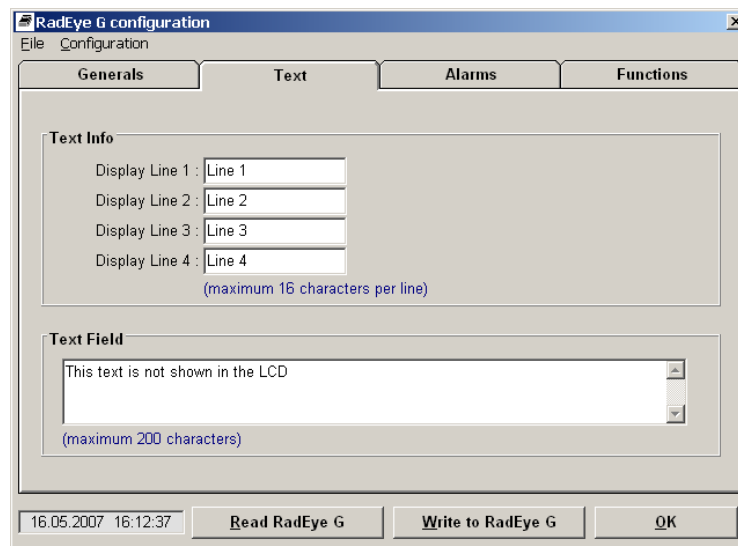 RadEye G configuration
File Configuration
Generals Text Alarms Functions
Text Info
Display Line 1 : Line 1
Display Line 2 : Line 2
Display Line 3 : Line 3
Display Line 4 : Line 4
(maximum 16 characters per line)
Text Field
This text is not shown in the LCD
(maximum 200 characters)
16.05.2007 16:12:37 Read RadEye G Write to RadEye G OK